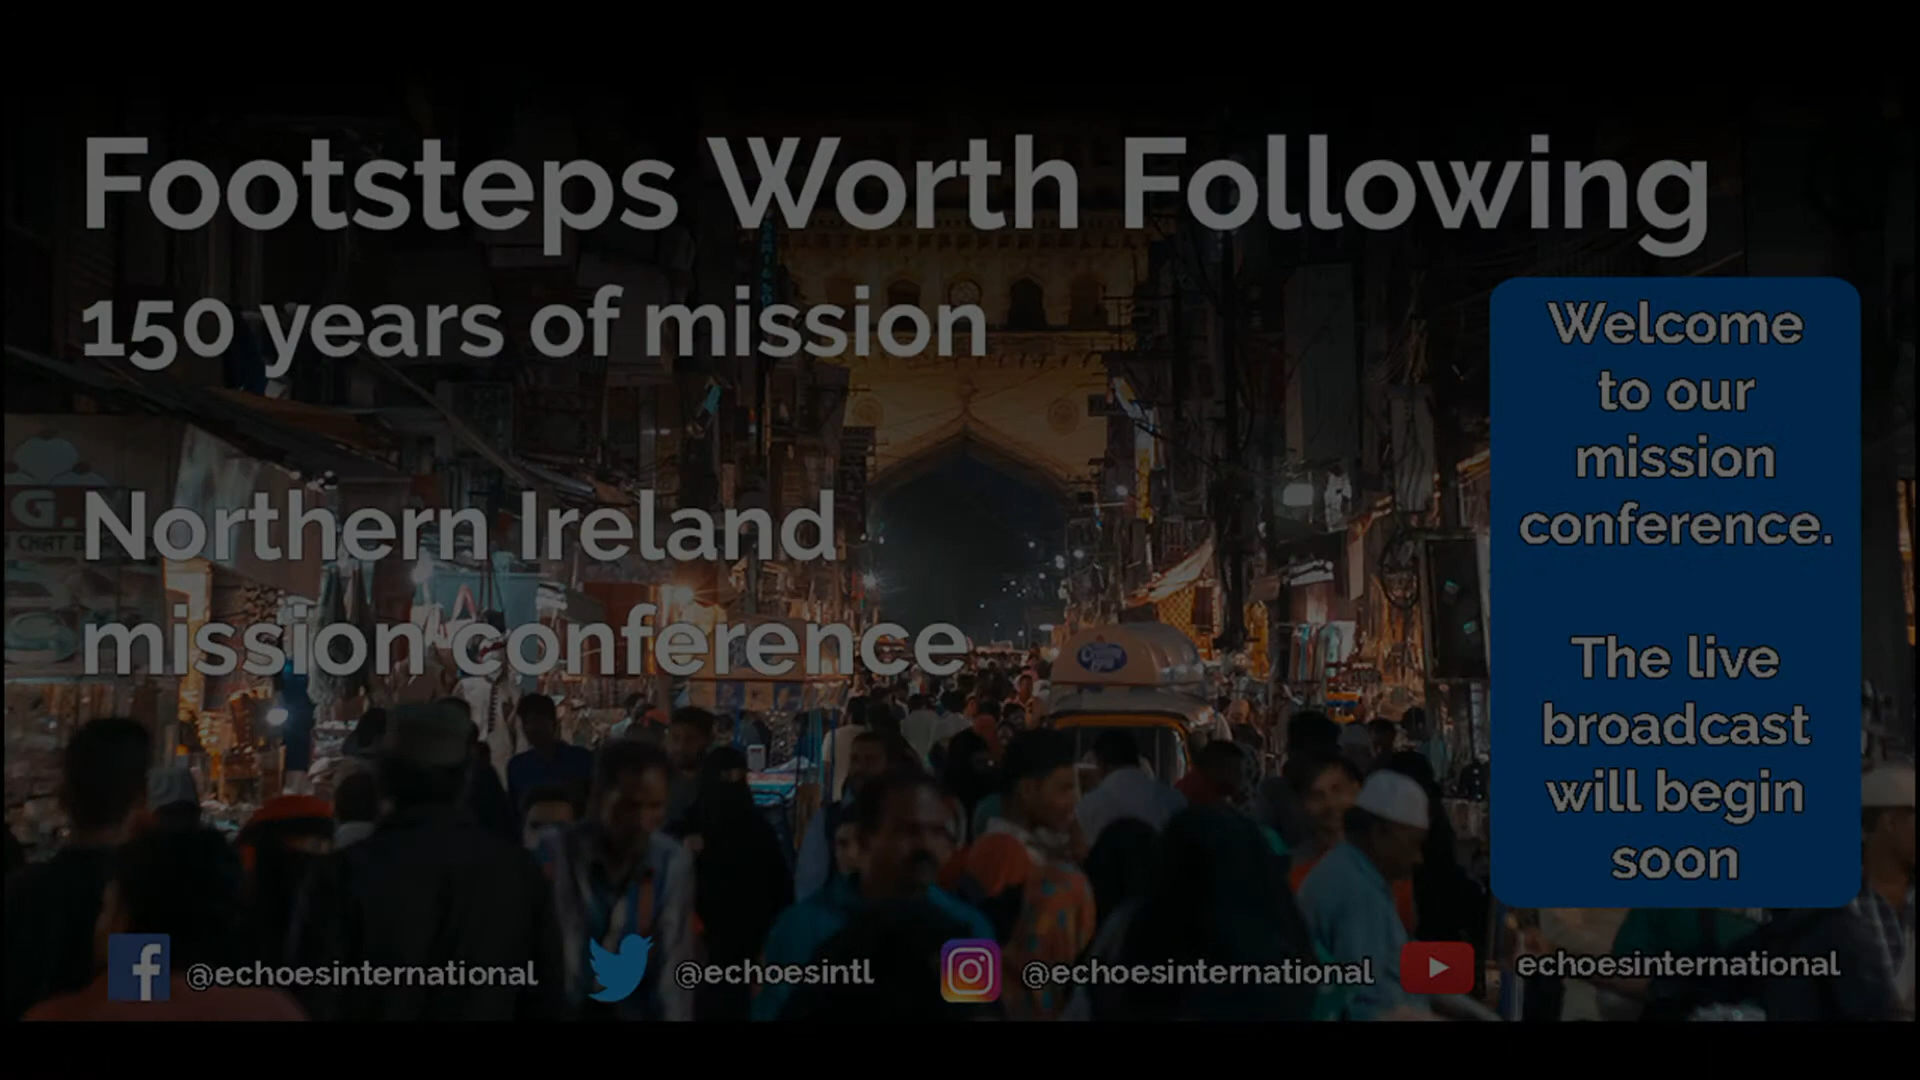 Footsteps Worth Following
150 years of mission
Northern Ireland
mission conference
Welcome
to our
mission
conference.
The live
broadcast
will begin
soon
G.
CHAT
@echoesinternational
@echoesintl
@echoesinternational
echoesinternational